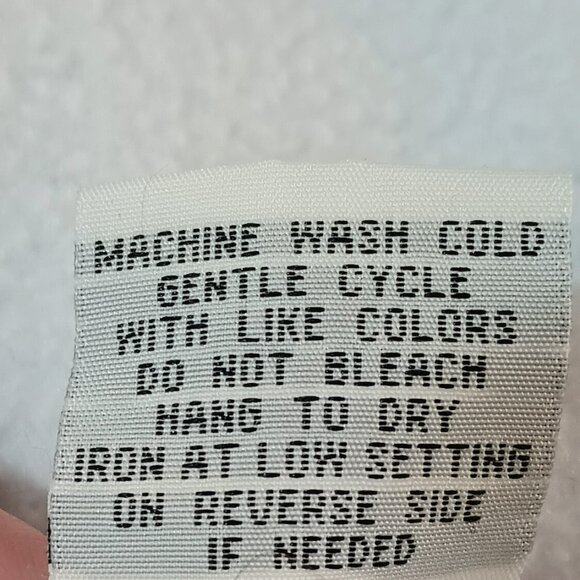 MACHINE WASH COLD
GENTLE CYCLE
WITH LIKE COLORS
DO NOT BLEACH
HANG TO DRY
IRON AT LOW SETTING
ON REVERSE SIDE
IF NEEDED